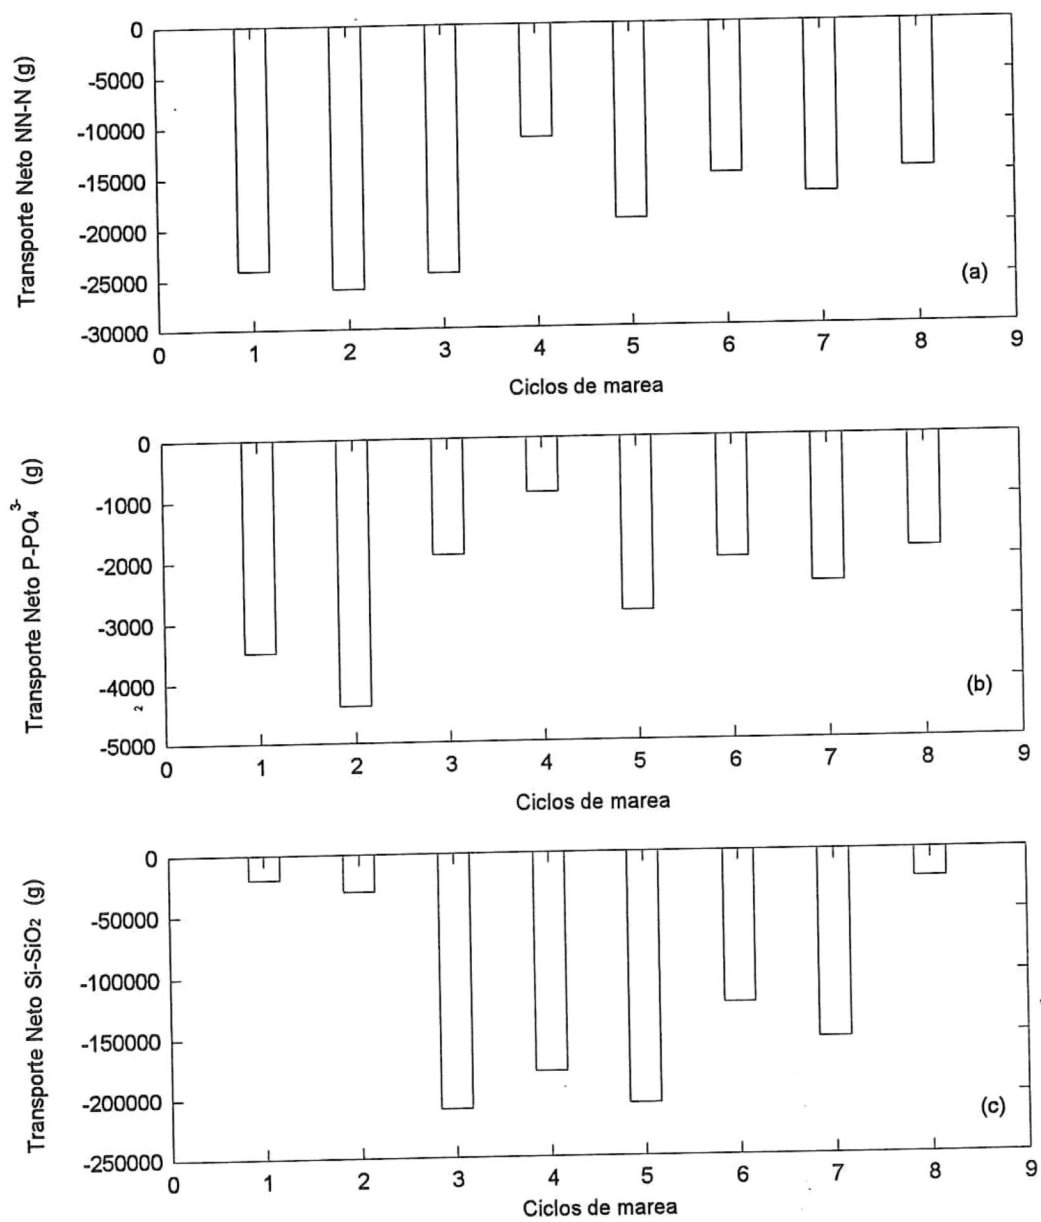 Transporte Neto NN-N (g)
0
-5000
-10000
-15000
-20000
-25000
-30000
(a)
0 1 2 3 4 5 6 7 8 9
Ciclos de marea
Transporte Neto P-PO₄³⁻ (g)
0
-1000
-2000
-3000
-4000
-5000
(b)
0 1 2 3 4 5 6 7 8 9
Ciclos de marea
Transporte Neto Si-SiO₂ (g)
0
-50000
-100000
-150000
-200000
-250000
(c)
0 1 2 3 4 5 6 7 8 9
Ciclos de marea